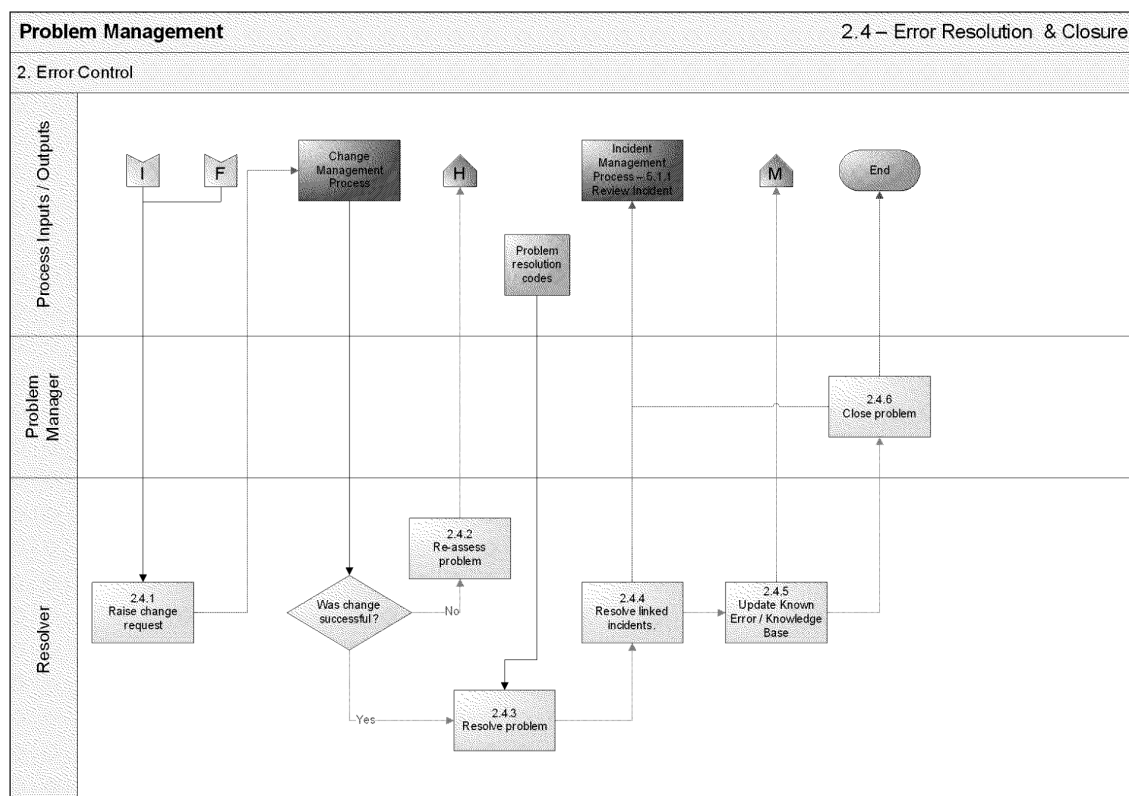 Problem Management
2.4 – Error Resolution & Closure
2. Error Control
Process Inputs / Outputs
I
F
Change
Management
Process
H
Incident
Management
Process – 5.1.1
Review Incident
M
End
Problem
resolution
codes
Problem
Manager
2.4.6
Close problem
Resolver
2.4.1
Raise change
request
Was change
successful?
No
Yes
2.4.2
Re-assess
problem
2.4.3
Resolve problem
2.4.4
Resolve linked
incidents.
2.4.5
Update Known
Error / Knowledge
Base